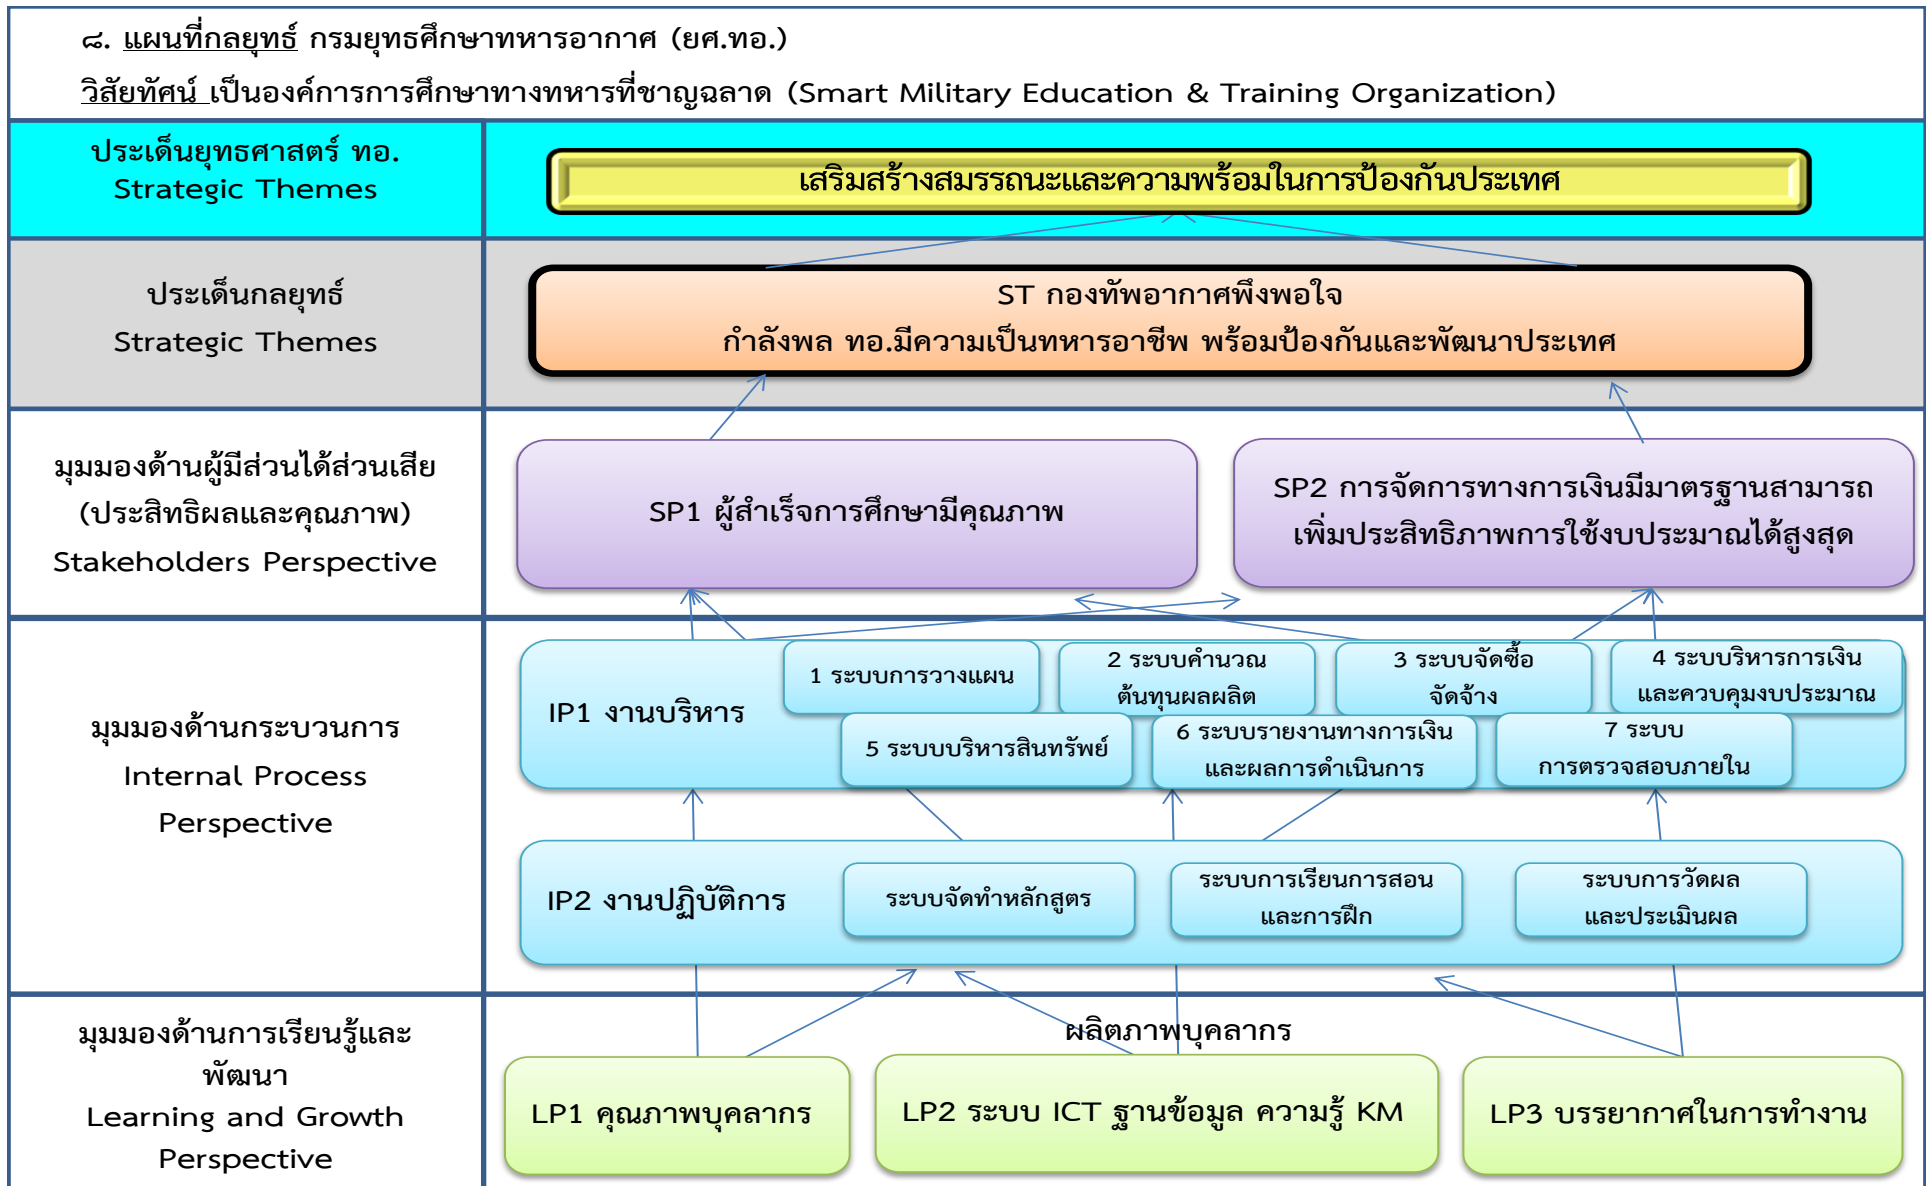 ๘. แผนที่กลยุทธ์ กรมยุทธศึกษาทหารอากาศ (ยศ.ทอ.)
วิสัยทัศน์ เป็นองค์การการศึกษาทางทหารที่ชาญฉลาด (Smart Military Education & Training Organization)
ประเด็นยุทธศาสตร์ ทอ.
Strategic Themes
เสริมสร้างสมรรถนะและความพร้อมในการป้องกันประเทศ
ประเด็นกลยุทธ์
Strategic Themes
ST กองทัพอากาศพึงพอใจ
กำลังพล ทอ.มีความเป็นทหารอาชีพ พร้อมป้องกันและพัฒนาประเทศ
มุมมองด้านผู้มีส่วนได้ส่วนเสีย
(ประสิทธิผลและคุณภาพ)
Stakeholders Perspective
SP1 ผู้สำเร็จการศึกษามีคุณภาพ
SP2 การจัดการทางการเงินมีมาตรฐานสามารถ
เพิ่มประสิทธิภาพการใช้งบประมาณได้สูงสุด
มุมมองด้านกระบวนการ
Internal Process
Perspective
IP1 งานบริหาร
1 ระบบการวางแผน
2 ระบบคำนวณ
ต้นทุนผลผลิต
3 ระบบจัดซื้อ
จัดจ้าง
4 ระบบริหารการเงิน
และควบคุมงบประมาณ
5 ระบบบริหารสินทรัพย์
6 ระบบรายงานทางการเงิน
และผลการดำเนินการ
7 ระบบ
การตรวจสอบภายใน
IP2 งานปฏิบัติการ
ระบบจัดทำหลักสูตร
ระบบการเรียนการสอน
และการฝึก
ระบบการวัดผล
และประเมินผล
มุมมองด้านการเรียนรู้และ
พัฒนา
Learning and Growth
Perspective
ผลิตภาพบุคลากร
LP1 คุณภาพบุคลากร
LP2 ระบบ ICT ฐานข้อมูล ความรู้ KM
LP3 บรรยากาศในการทำงาน